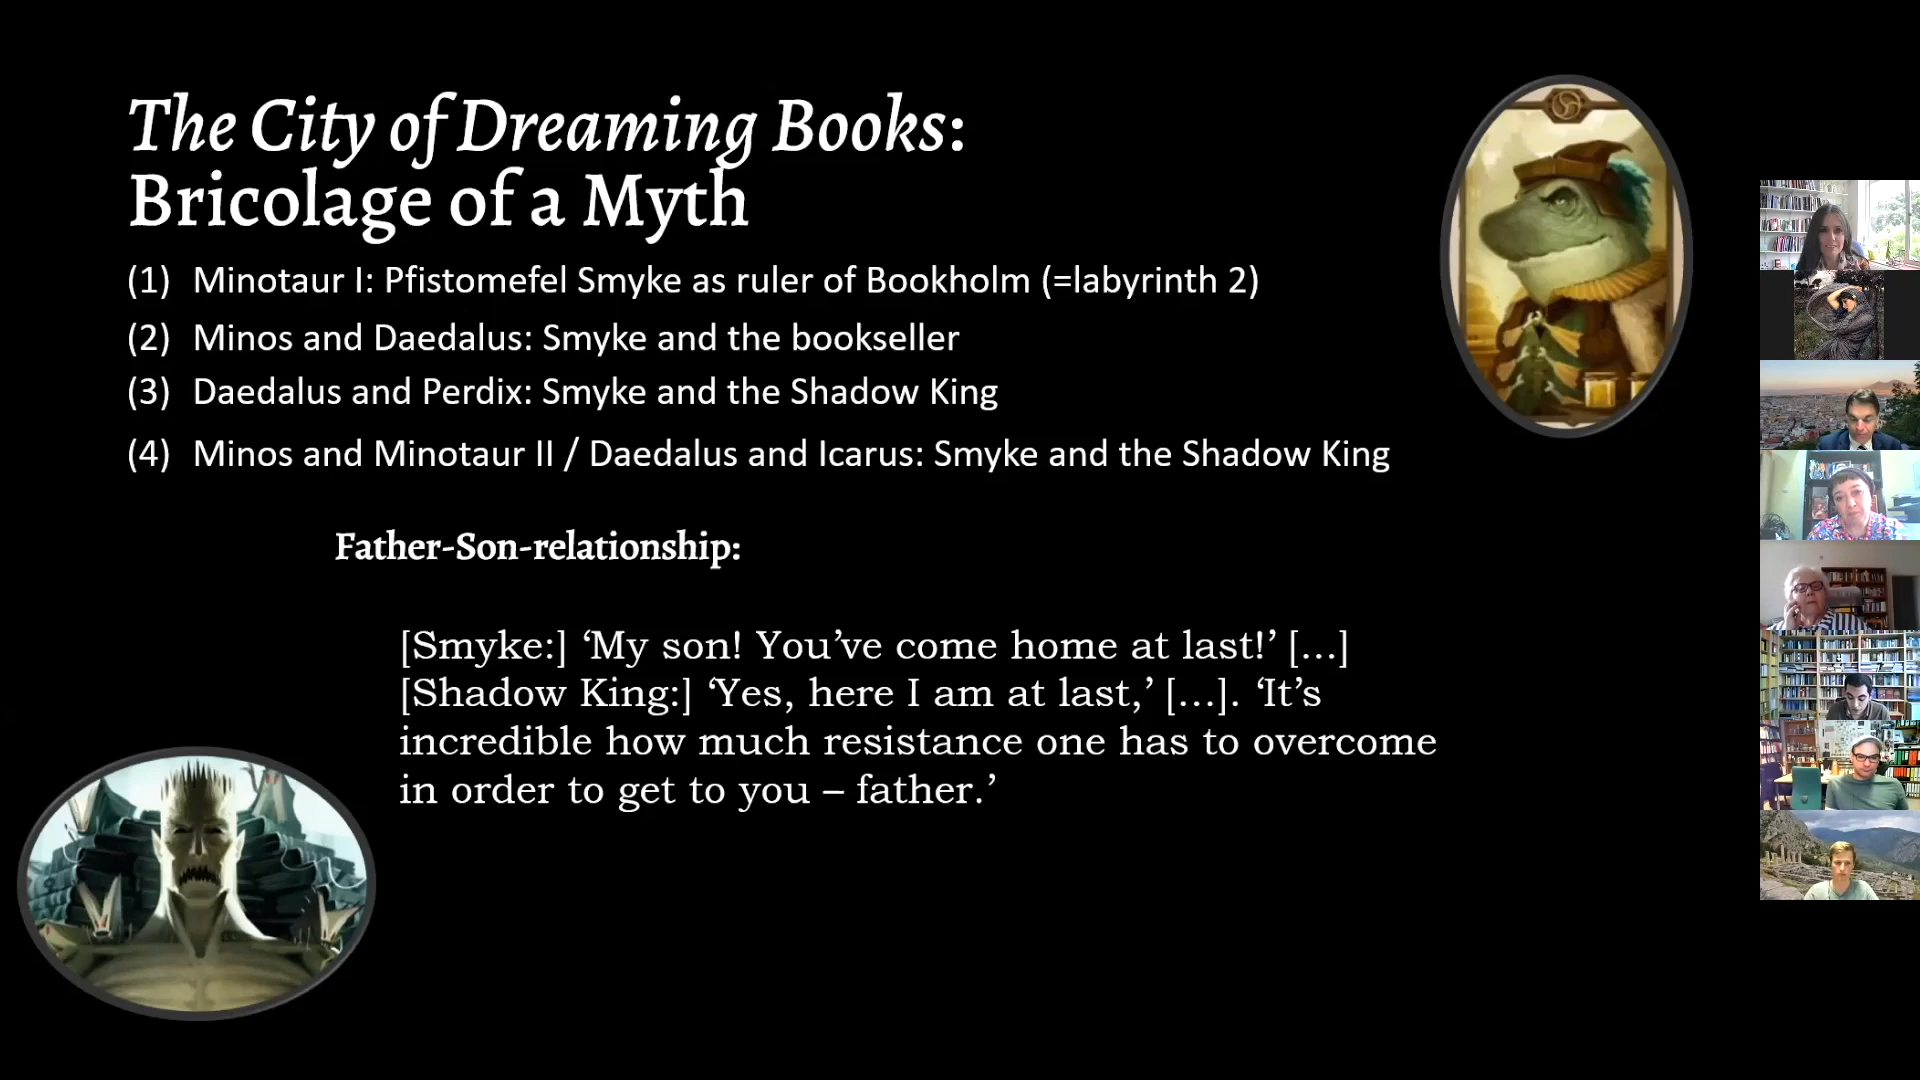 The City of Dreaming Books:
Bricolage of a Myth
(1) Minotaur I: Pfistomefel Smyke as ruler of Bookholm (=labyrinth 2)
(2) Minos and Daedalus: Smyke and the bookseller
(3) Daedalus and Perdix: Smyke and the Shadow King
(4) Minos and Minotaur II / Daedalus and Icarus: Smyke and the Shadow King
Father-Son-relationship:
[Smyke:] ‘My son! You’ve come home at last!’ [...]
[Shadow King:] ‘Yes, here I am at last,’ [...]. ‘It’s
incredible how much resistance one has to overcome
in order to get to you – father.’